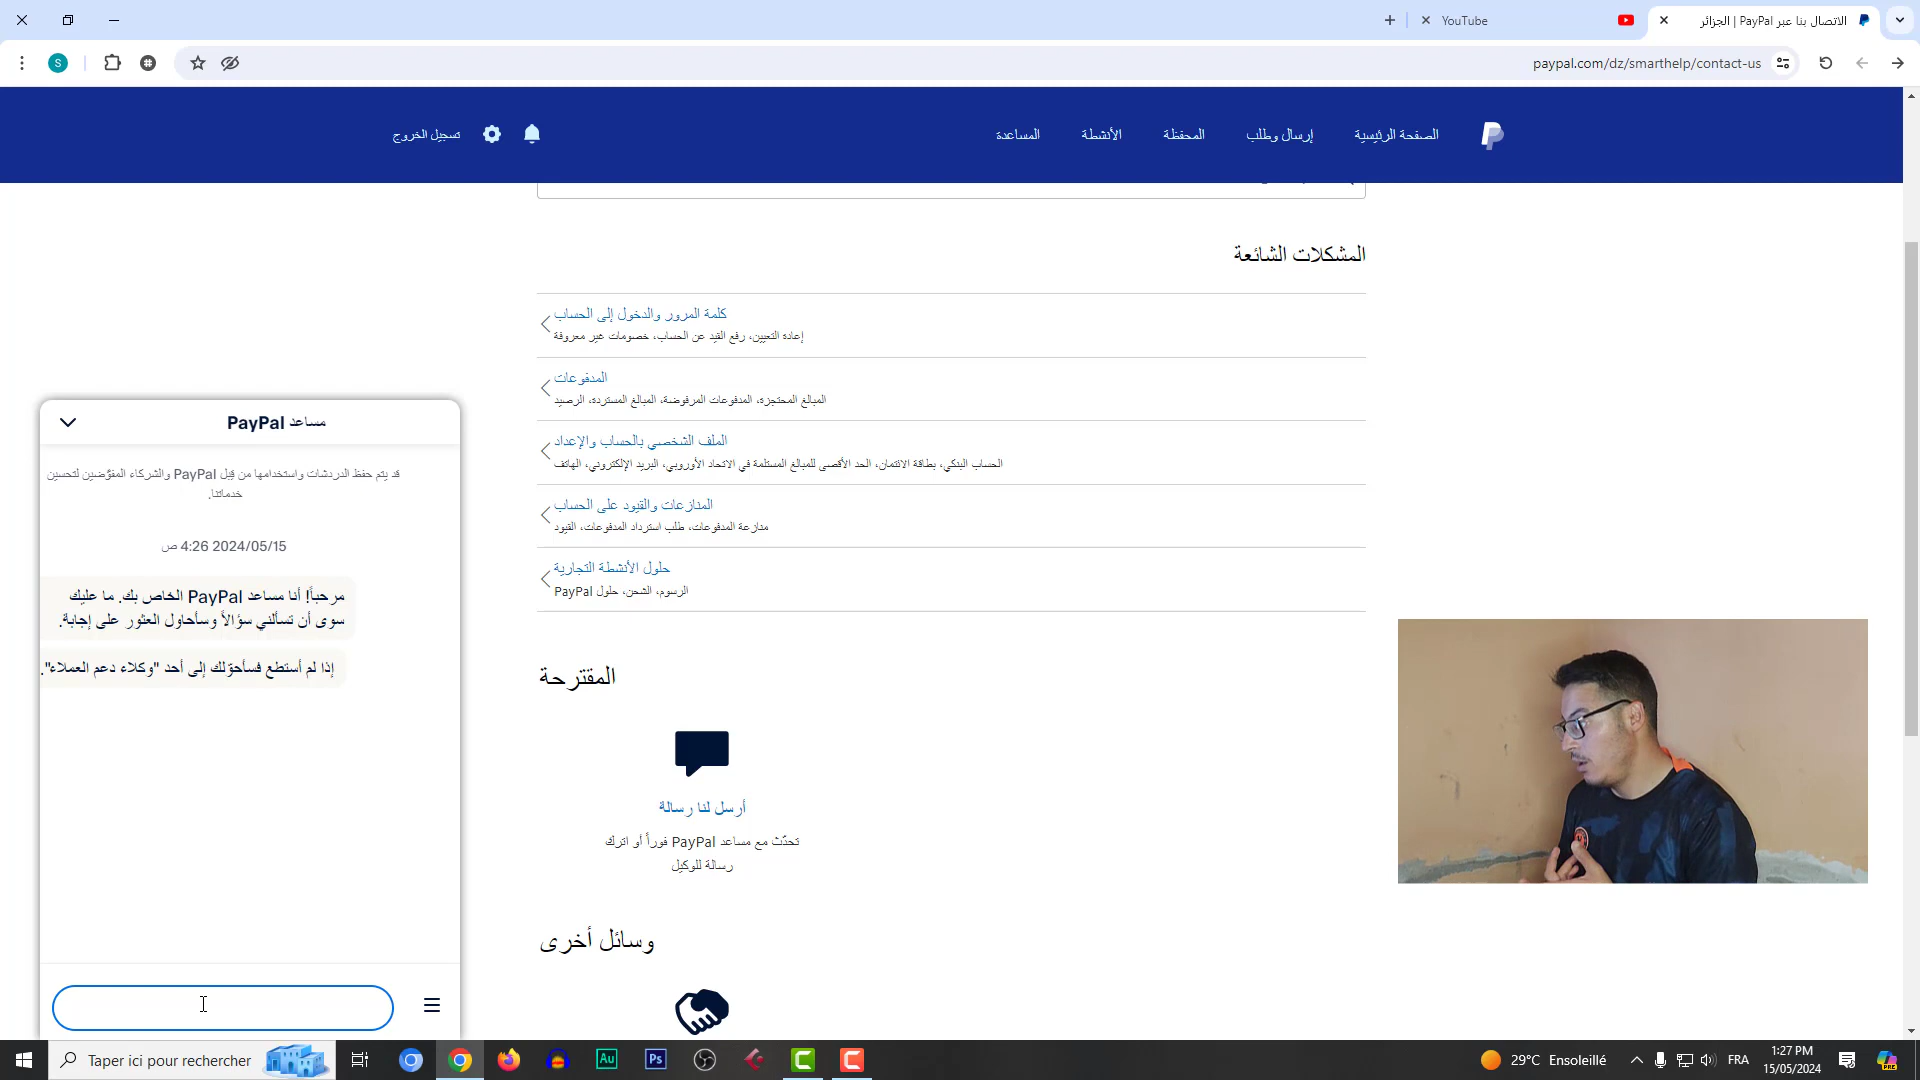 الاتصال بنا عبر PayPal | الجزائر
YouTube
paypal.com/dz/smarthelp/contact-us
S
الصفحة الرئيسية
إرسال وطلب
المحفظة
الأنشطة
المساعدة
تسجيل الخروج
المشكلات الشائعة
كلمة المرور والدخول إلى الحساب
إعادة التعيين، رفع القيد عن الحساب، خصومات غير معروفة
المدفوعات
المبالغ المحتجزة، المدفوعات المرفوضة، المبالغ المستردة، الرصيد
الملف الشخصي بالحساب والإعداد
الحساب البنكي، بطاقة الائتمان، الحد الأقصى للمبالغ المستلمة في الاتحاد الأوروبي، البريد الإلكتروني، الهاتف
المنازعات والقيود على الحساب
منازعة المدفوعات، طلب استرداد المدفوعات، القيود
حلول الأنشطة التجارية
الرسوم، الشحن، حلول PayPal
المقترحة
أرسل لنا رسالة
تحدّث مع مساعد PayPal فوراً أو اترك
رسالة للوكيل
وسائل أخرى
مساعد PayPal
قد يتم حفظ الدردشات واستخدامها من قِبل PayPal والشركاء المفوّضين لتحسين
خدماتنا.
2024/05/15 4:26 ص
مرحباً! أنا مساعد PayPal الخاص بك. ما عليك
سوى أن تسألني سؤالاً وسأحاول العثور على إجابة.
إذا لم أستطع فسأحوّلك إلى أحد "وكلاء دعم العملاء".
Taper ici pour rechercher
Au
Ps
29°C Ensoleillé
FRA
1:27 PM
15/05/2024